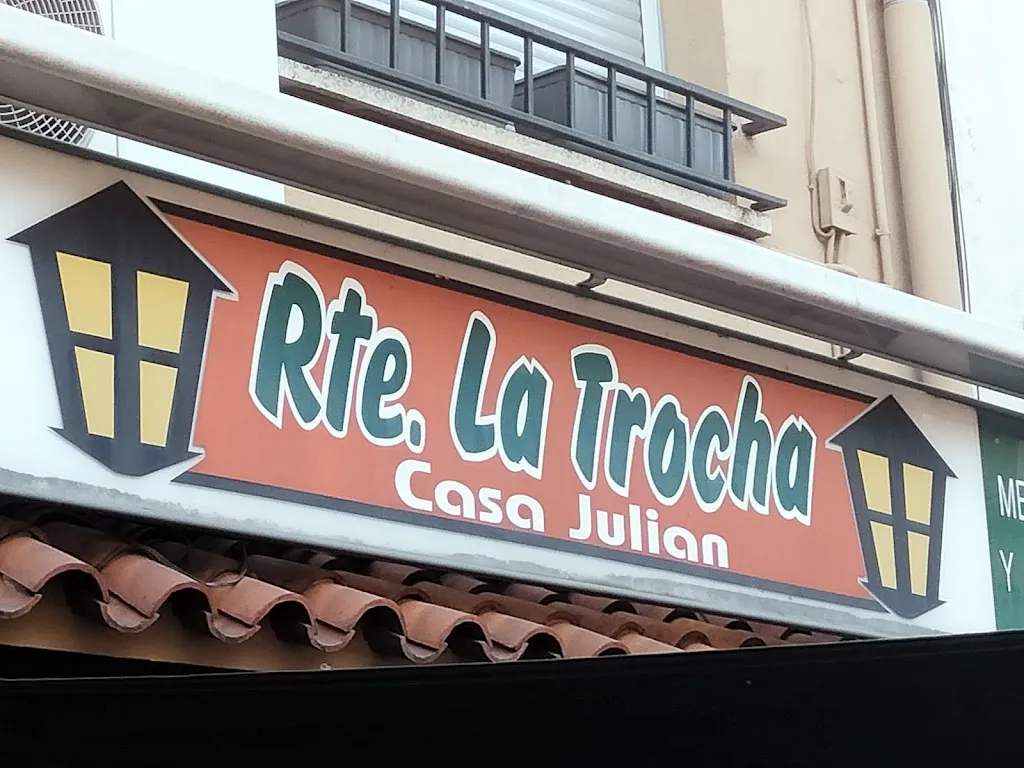 Rte. La Trocha
Casa Julian
Y